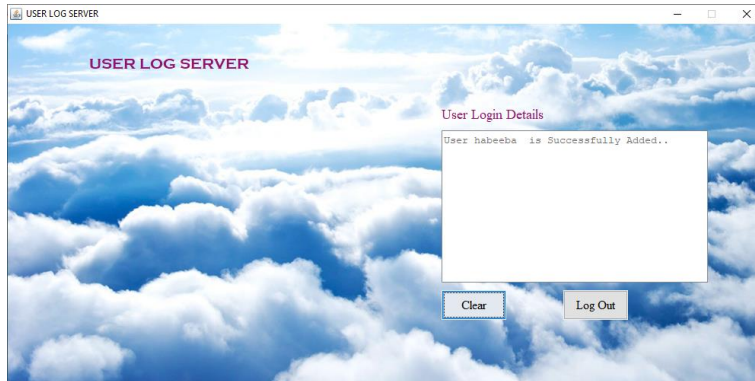 USER LOG SERVER
USER LOG SERVER
User Login Details
User habeeba  is Successfully Added..
Clear
Log Out